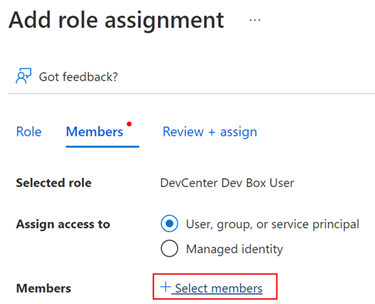 Add role assignment ...
Got feedback?
Role Members Review + assign
Selected role DevCenter Dev Box User
Assign access to User, group, or service principal
Managed identity
Members + Select members